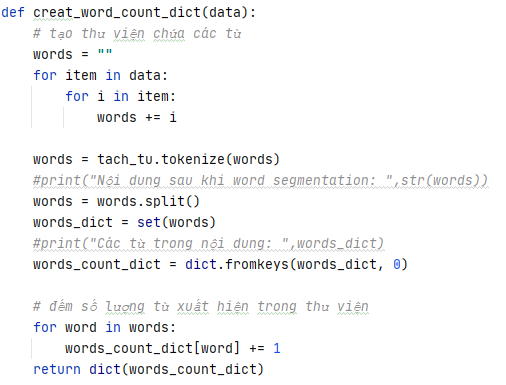 def creat_word_count_dict(data):
    # tạo thư viện chứa các từ
    words = ""
    for item in data:
        for i in item:
            words += i
    words = tach_tu.tokenize(words)
    #print("Nội dung sau khi word segmentation: ",str(words))
    words = words.split()
    words_dict = set(words)
    #print("Các từ trong nội dung: ",words_dict)
    words_count_dict = dict.fromkeys(words_dict, 0)
    # đếm số lượng từ xuất hiện trong thư viện
    for word in words:
        words_count_dict[word] += 1
    return dict(words_count_dict)